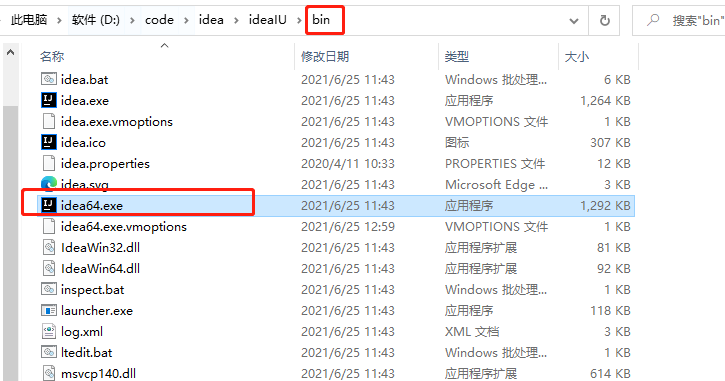 此电脑 > 软件 (D:) > code > idea > ideaIU > bin 搜索"bin"
名称 修改日期 类型 大小
idea.bat 2021/6/25 11:43 Windows 批处理... 6 KB
idea.exe 2021/6/25 11:43 应用程序 1,264 KB
idea.exe.vmoptions 2021/6/25 11:43 VMOPTIONS 文件 1 KB
idea.ico 2021/6/25 11:43 图标 307 KB
idea.properties 2020/4/11 10:33 PROPERTIES 文件 12 KB
idea.svg 2021/6/25 11:43 Microsoft Edge ... 3 KB
idea64.exe 2021/6/25 11:43 应用程序 1,292 KB
idea64.exe.vmoptions 2021/6/25 12:59 VMOPTIONS 文件 1 KB
IdeaWin32.dll 2021/6/25 11:43 应用程序扩展 81 KB
IdeaWin64.dll 2021/6/25 11:43 应用程序扩展 92 KB
inspect.bat 2021/6/25 11:43 Windows 批处理... 1 KB
launcher.exe 2021/6/25 11:43 应用程序 118 KB
log.xml 2021/6/25 11:43 XML 文档 3 KB
ltedit.bat 2021/6/25 11:43 Windows 批处理... 1 KB
msvcp140.dll 2021/6/25 11:43 应用程序扩展 614 KB